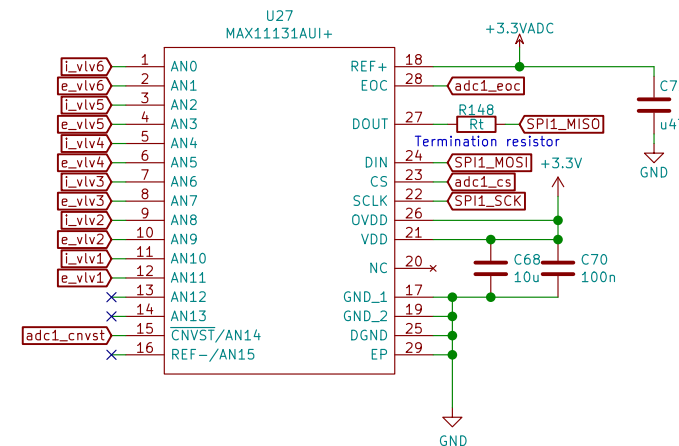 U27
MAX11131AUI+
+3.3VADC
i_vlv6 1 AN0 REF+ 18
e_vlv6 2 AN1 EOC 28 adc1_eoc
i_vlv5 3 AN2
e_vlv5 4 AN3 DOUT 27 R148 Rt SPI1_MISO
Termination resistor
i_vlv4 5 AN4
e_vlv4 6 AN5 DIN 24 SPI1_MOSI
+3.3V
i_vlv3 7 AN6 CS 23 adc1_cs
e_vlv3 8 AN7 SCLK 22 SPI1_SCK
i_vlv2 9 AN8 OVDD 26
e_vlv2 10 AN9 VDD 21
i_vlv1 11 AN10 NC 20
e_vlv1 12 AN11
C68 10u
C70 100n
13 AN12 GND_1 17
14 AN13 GND_2 19
adc1_cnvst 15 CNVST/AN14 DGND 25
16 REF-/AN15 EP 29
GND
GND